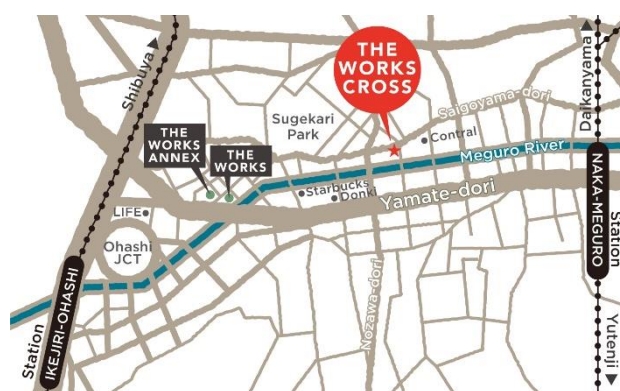 THE
WORKS
CROSS
Shibuya
Daikanyama
Saigoyama-dori
Sugekari
Park
Contral
THE
WORKS
ANNEX
THE
WORKS
Meguro River
Starbucks
Donki
Yamate-dori
LIFE
Ohashi
JCT
NAKA-MEGURO
Station
IKEJIRI-OHASHI
Station
Nozawa-dori
Yutenji